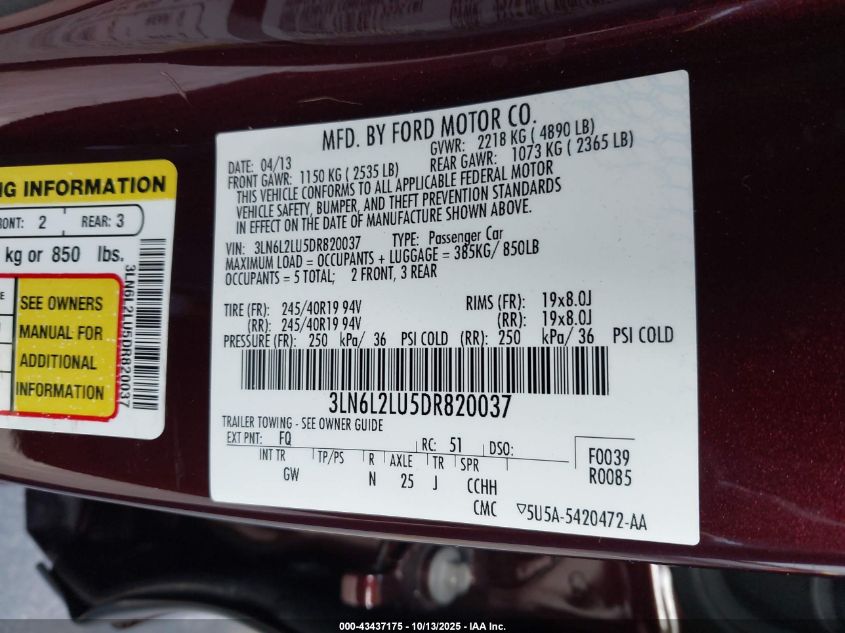 NG INFORMATION
RONT: 2 REAR: 3
kg or 850 lbs.
SEE OWNERS
MANUAL FOR
ADDITIONAL
INFORMATION
3LN6L2LU5DR820037
MFD. BY FORD MOTOR CO.
DATE: 04/13 GVWR: 2218 KG ( 4890 LB)
FRONT GAWR: 1150 KG ( 2535 LB) REAR GAWR: 1073 KG ( 2365 LB)
THIS VEHICLE CONFORMS TO ALL APPLICABLE FEDERAL MOTOR
VEHICLE SAFETY, BUMPER, AND THEFT PREVENTION STANDARDS
IN EFFECT ON THE DATE OF MANUFACTURE SHOWN ABOVE.
VIN: 3LN6L2LU5DR820037 TYPE: Passenger Car
MAXIMUM LOAD = OCCUPANTS + LUGGAGE = 385KG/ 850LB
OCCUPANTS = 5 TOTAL; 2 FRONT, 3 REAR
TIRE (FR): 245/40R19 94V RIMS (FR): 19x8.0J
(RR): 245/40R19 94V (RR): 19x8.0J
PRESSURE (FR): 250 kPa/ 36 PSI COLD (RR): 250 kPa/ 36 PSI COLD
3LN6L2LU5DR820037
TRAILER TOWING - SEE OWNER GUIDE
EXT PNT: FQ RC: 51 DSO:
INT TR TP/PS R AXLE TR SPR
GW N 25 J CCHH
F0039
R0085
CMC ▽5U5A-5420472-AA
000-43437175 - 10/13/2025 - IAA Inc.